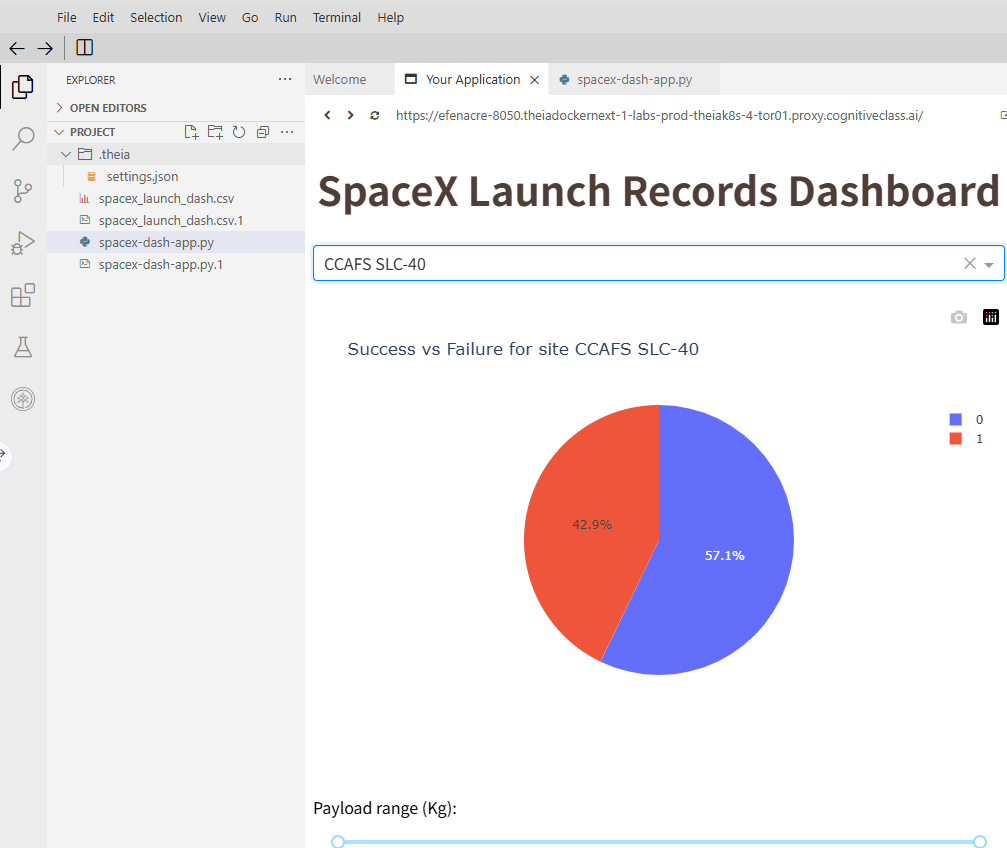 File Edit Selection View Go Run Terminal Help
EXPLORER
OPEN EDITORS
PROJECT
.theia
settings.json
spacex_launch_dash.csv
spacex_launch_dash.csv.1
spacex-dash-app.py
spacex-dash-app.py.1
Welcome Your Application spacex-dash-app.py
https://efenacre-8050.theiadockernext-1-labs-prod-theiak8s-4-tor01.proxy.cognitiveclass.ai/
SpaceX Launch Records Dashboard
CCAFS SLC-40
Success vs Failure for site CCAFS SLC-40
0
1
42.9%
57.1%
Payload range (Kg):